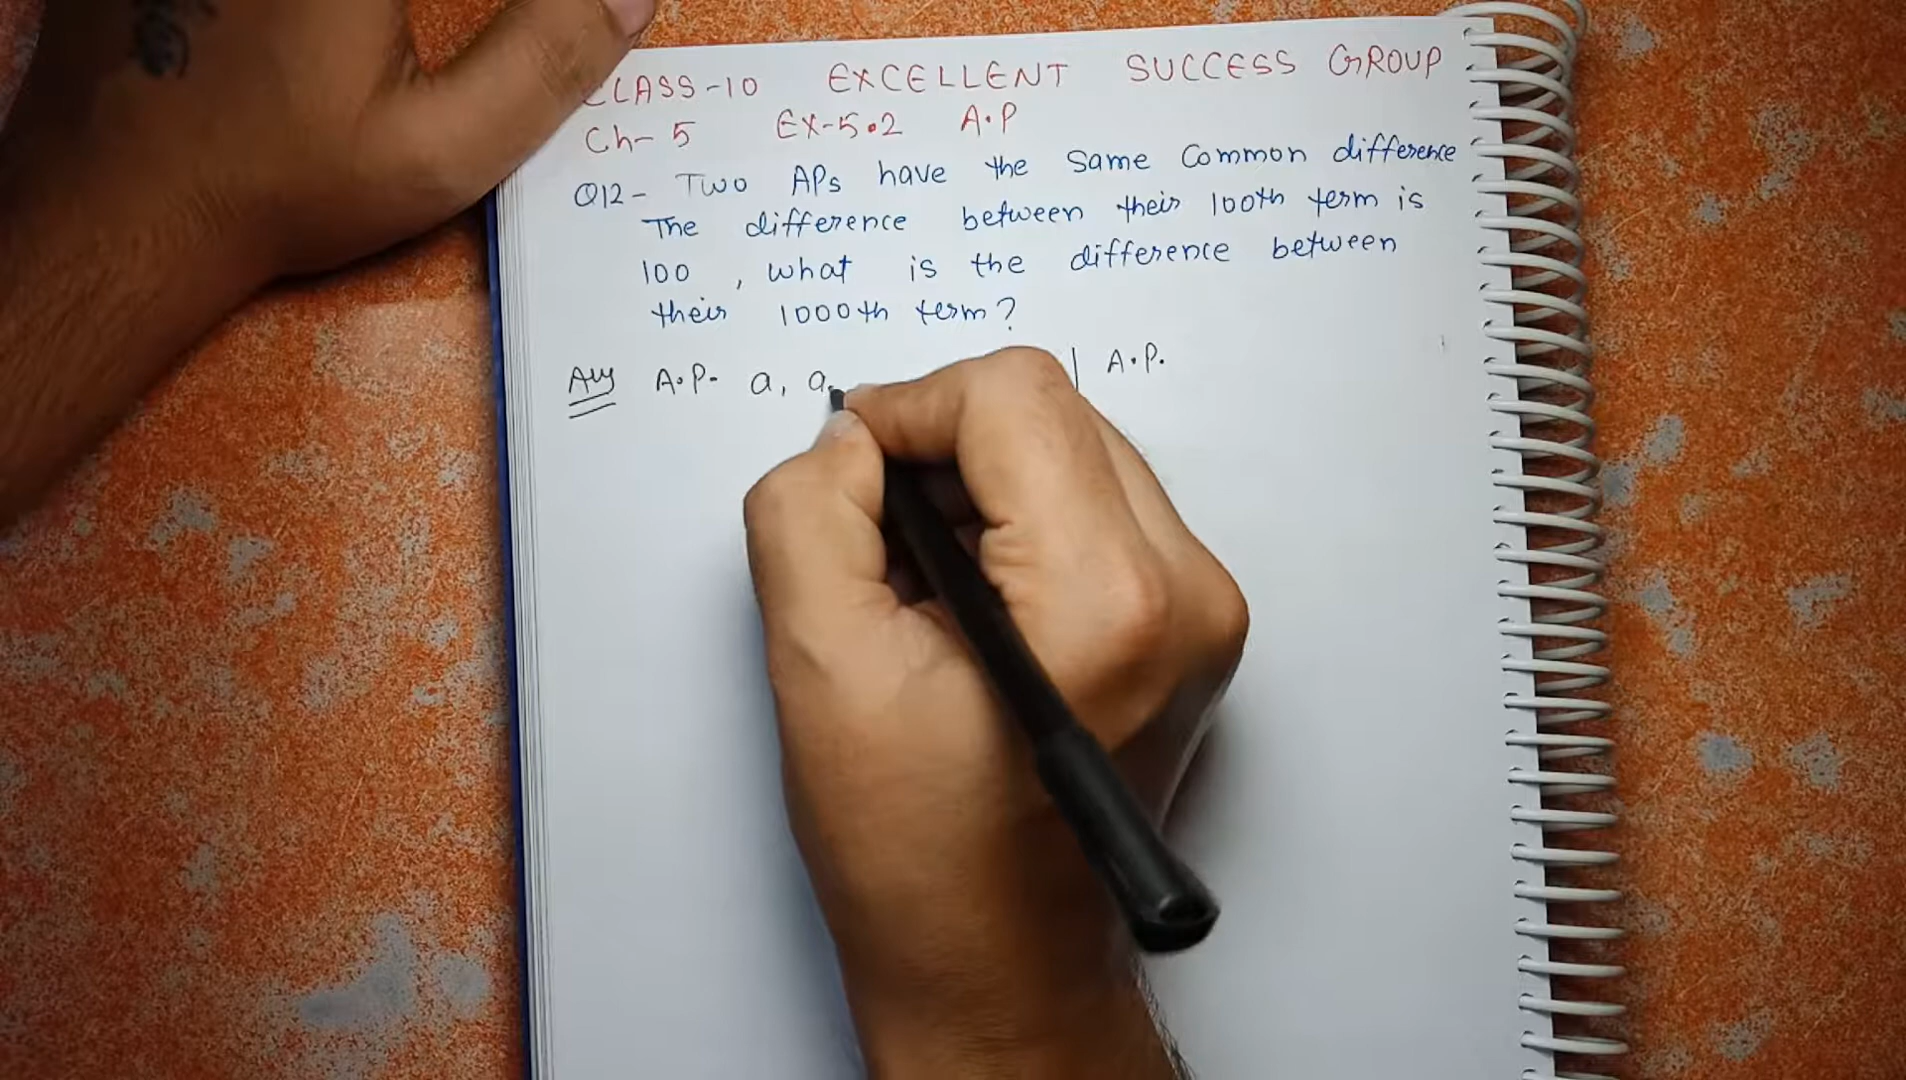 CLASS-10 EXCELLENT SUCCESS GROUP
Ch-5 EX-5.2 A.P
Q12- Two APs have the same Common difference
The difference between their 100th term is
100 , what is the difference between
their 1000th term?
Ans A.P- a, a | A.P.